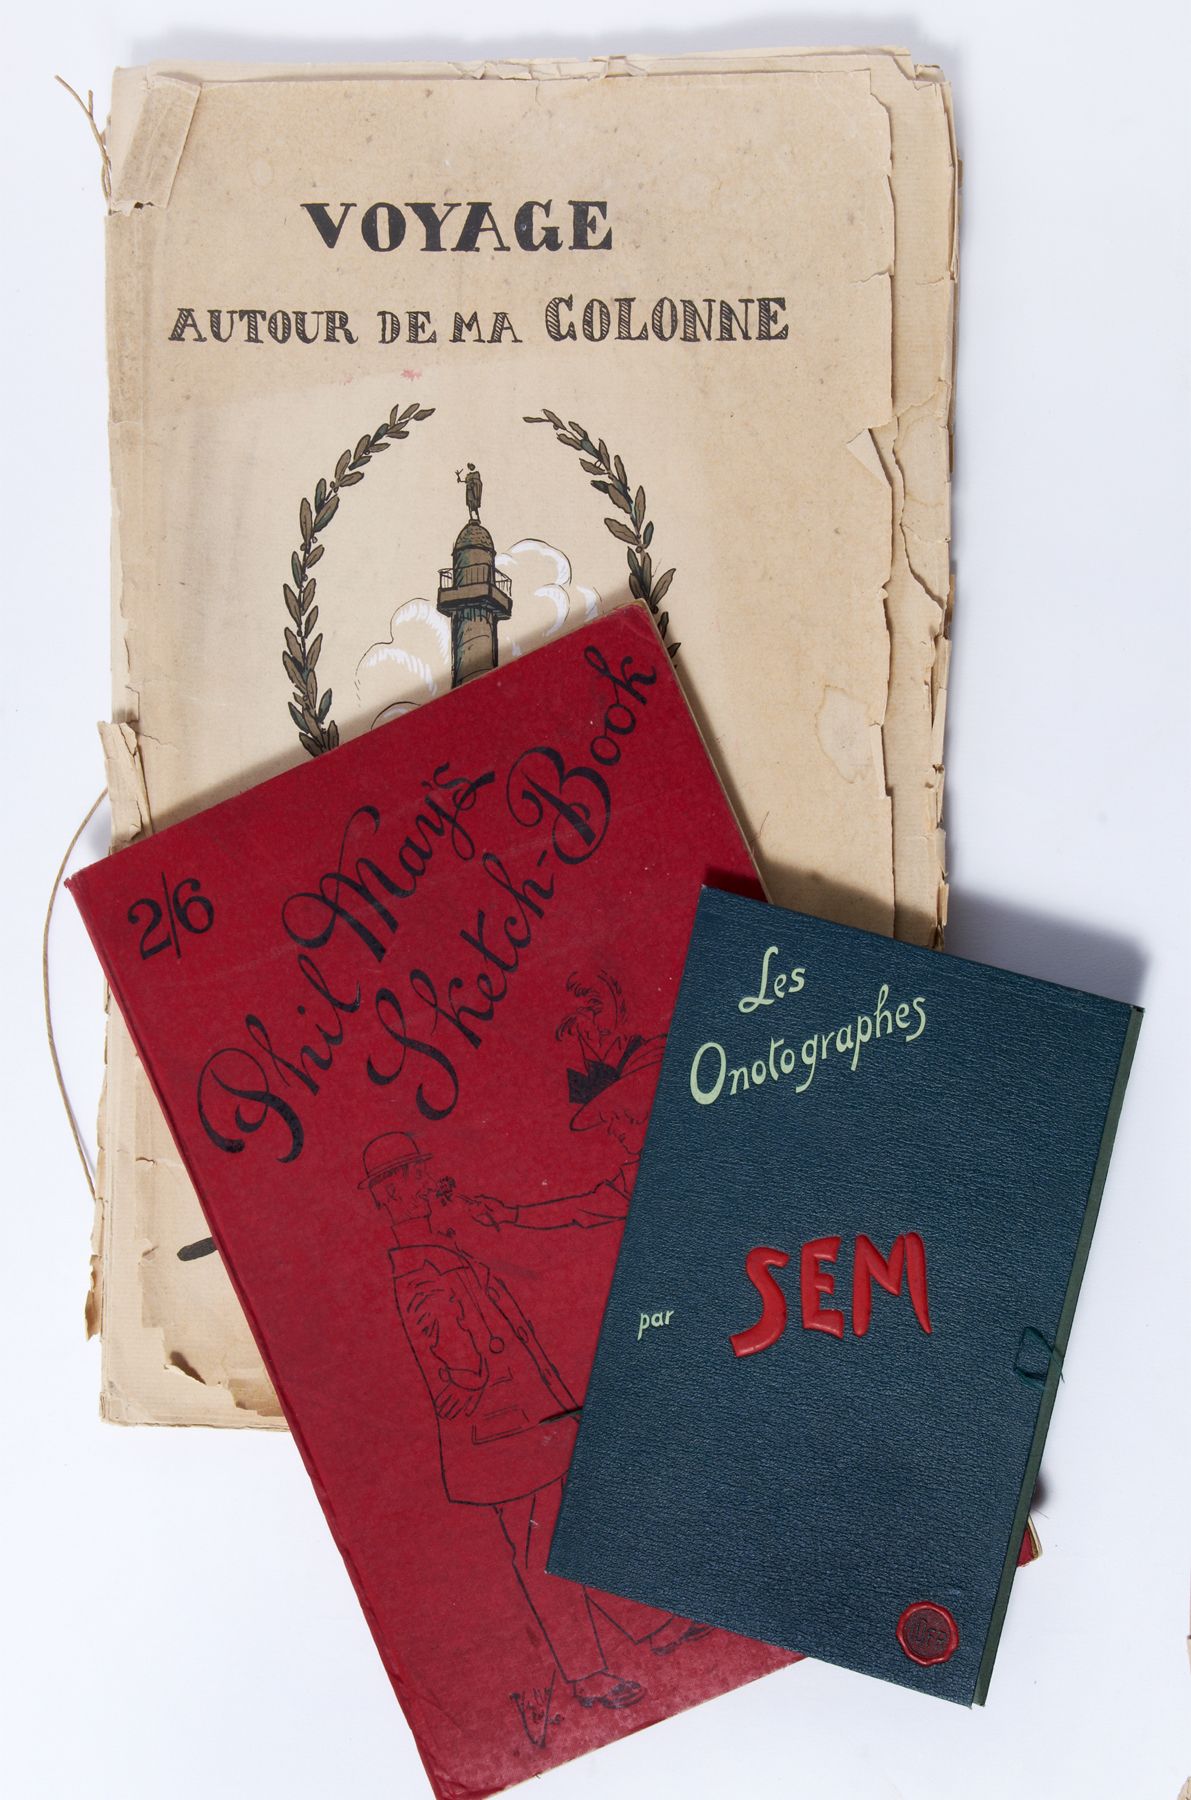 VOYAGE
AUTOUR DE MA COLONNE
2/6
Phil May's
Sketch-Book
Les
Onotographes
par SEM